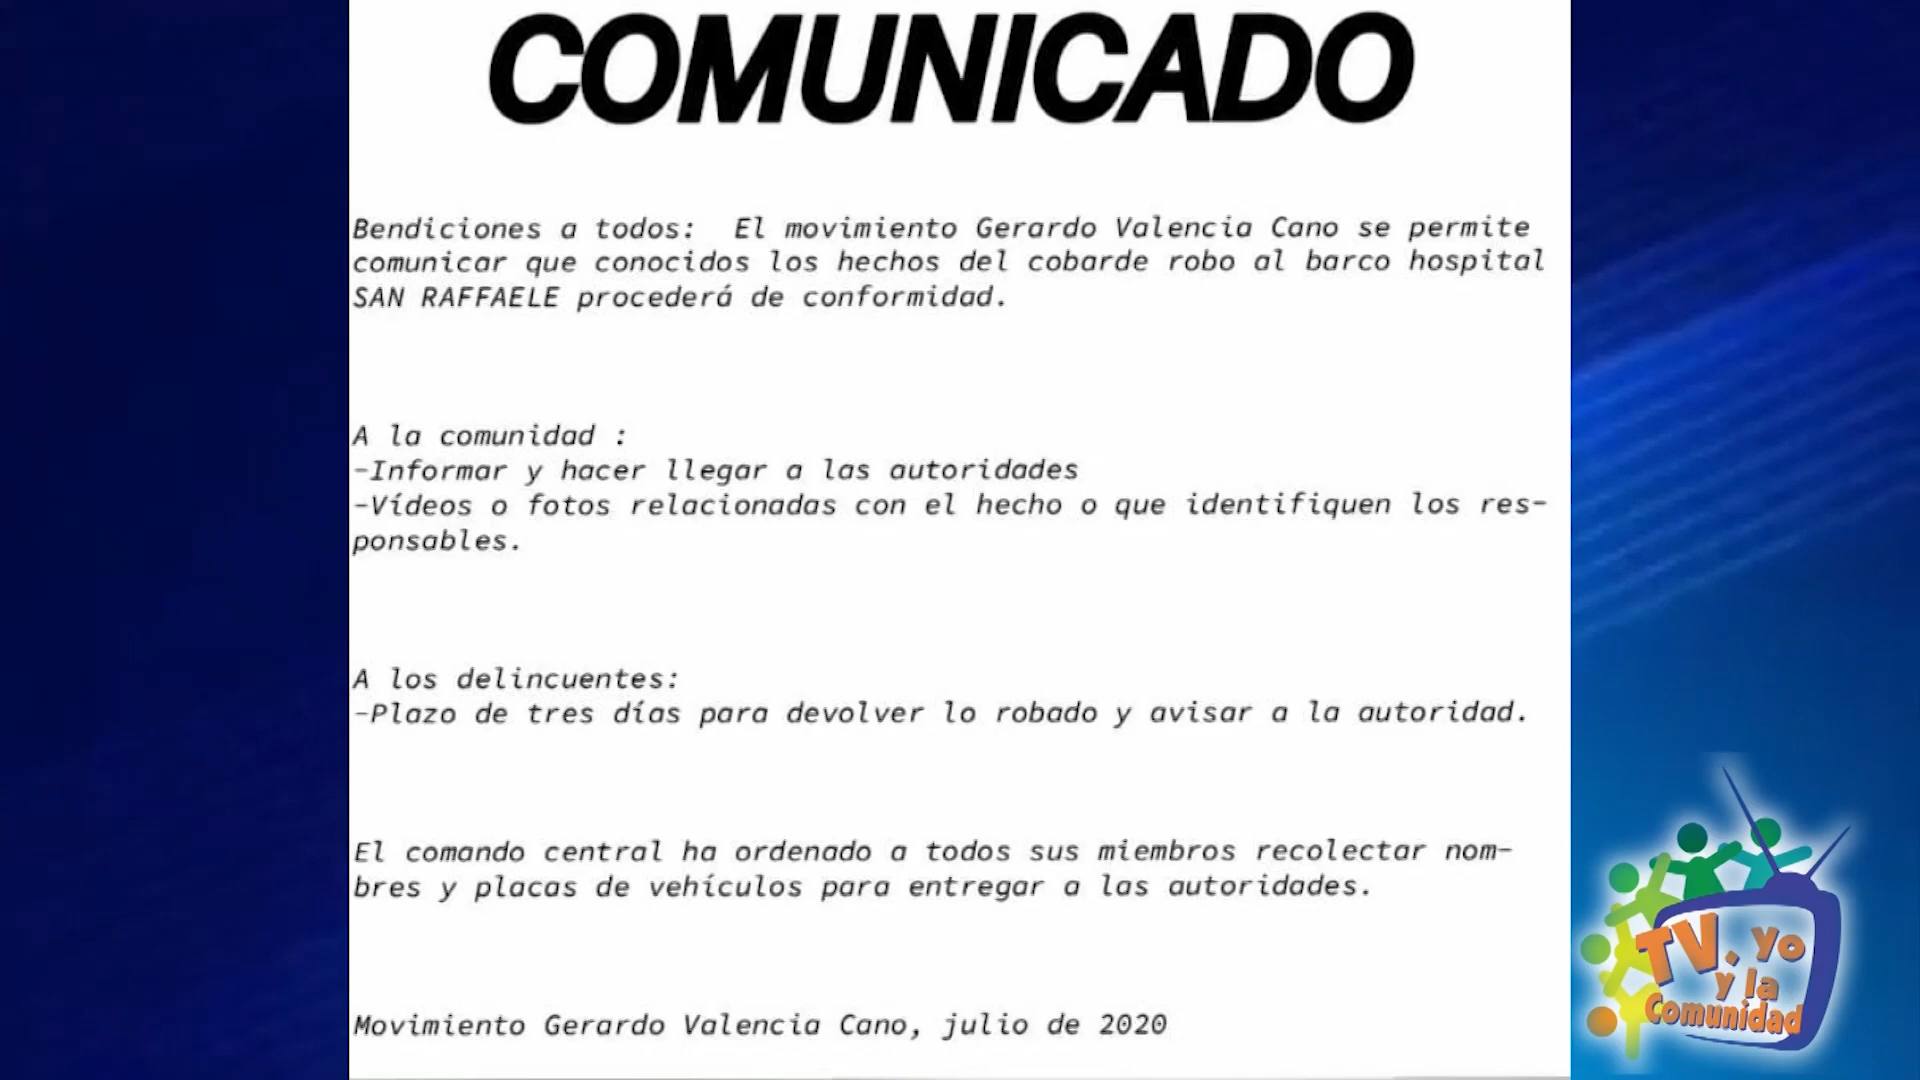 COMUNICADO
Bendiciones a todos:  El movimiento Gerardo Valencia Cano se permite
comunicar que conocidos los hechos del cobarde robo al barco hospital
SAN RAFFAELE procederá de conformidad.
A la comunidad :
-Informar y hacer llegar a las autoridades
-Vídeos o fotos relacionadas con el hecho o que identifiquen los res-
ponsables.
A los delincuentes:
-Plazo de tres días para devolver lo robado y avisar a la autoridad.
El comando central ha ordenado a todos sus miembros recolectar nom-
bres y placas de vehículos para entregar a las autoridades.
Movimiento Gerardo Valencia Cano, julio de 2020
TV, yo
y la
Comunidad